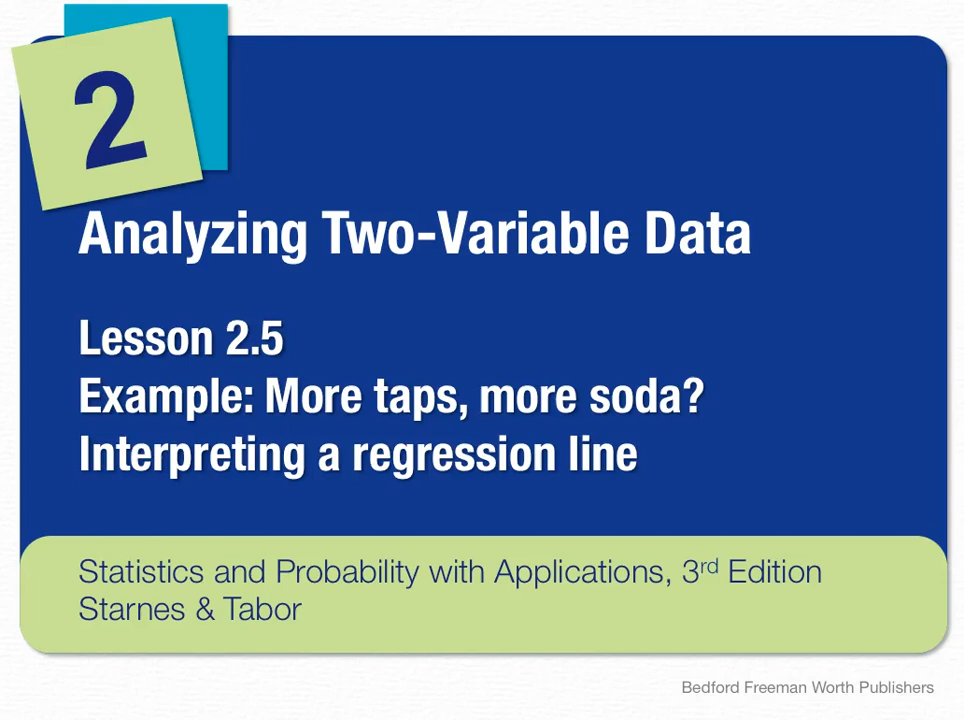 2
Analyzing Two-Variable Data
Lesson 2.5
Example: More taps, more soda?
Interpreting a regression line
Statistics and Probability with Applications, 3rd Edition
Starnes & Tabor
Bedford Freeman Worth Publishers